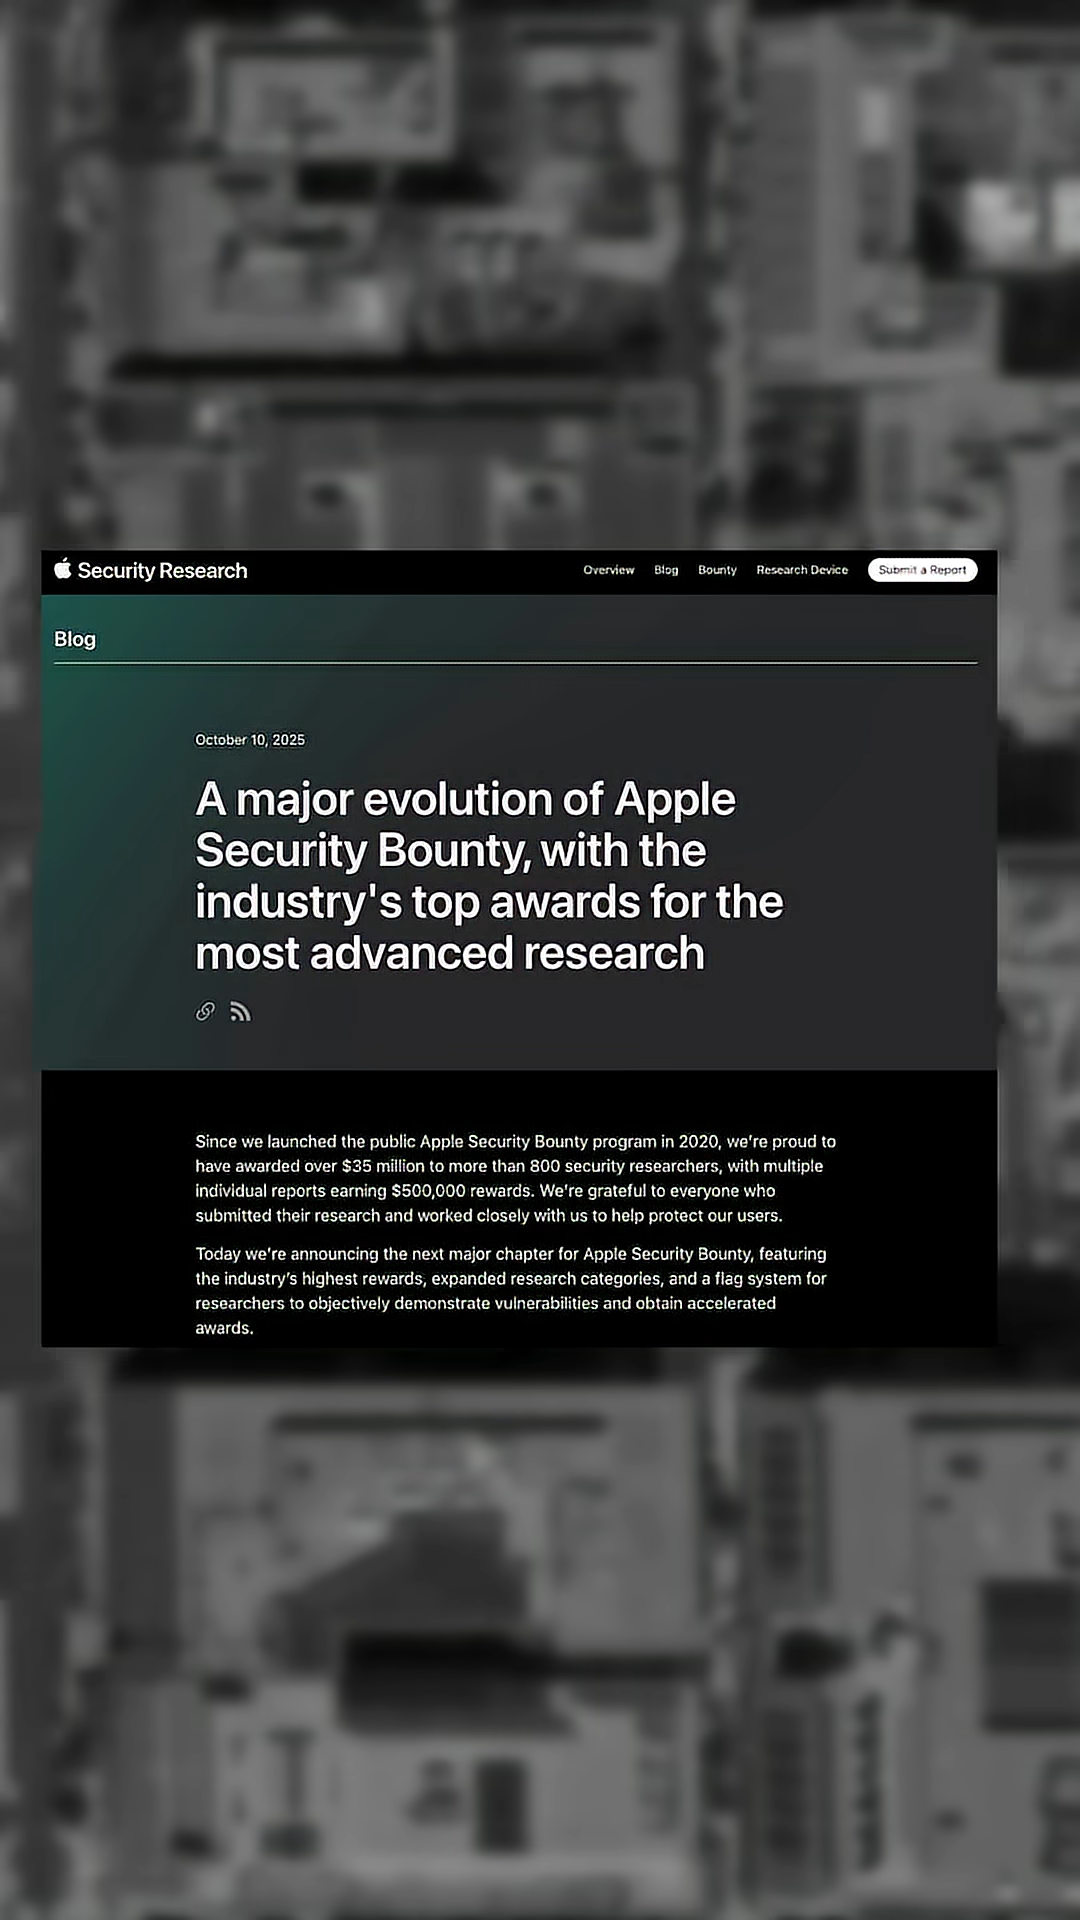 Security Research
Overview Blog Bounty Research Device Submit a Report
Blog
October 10, 2025
A major evolution of Apple
Security Bounty, with the
industry's top awards for the
most advanced research
Since we launched the public Apple Security Bounty program in 2020, we're proud to
have awarded over $35 million to more than 800 security researchers, with multiple
individual reports earning $500,000 rewards. We're grateful to everyone who
submitted their research and worked closely with us to help protect our users.
Today we're announcing the next major chapter for Apple Security Bounty, featuring
the industry's highest rewards, expanded research categories, and a flag system for
researchers to objectively demonstrate vulnerabilities and obtain accelerated
awards.